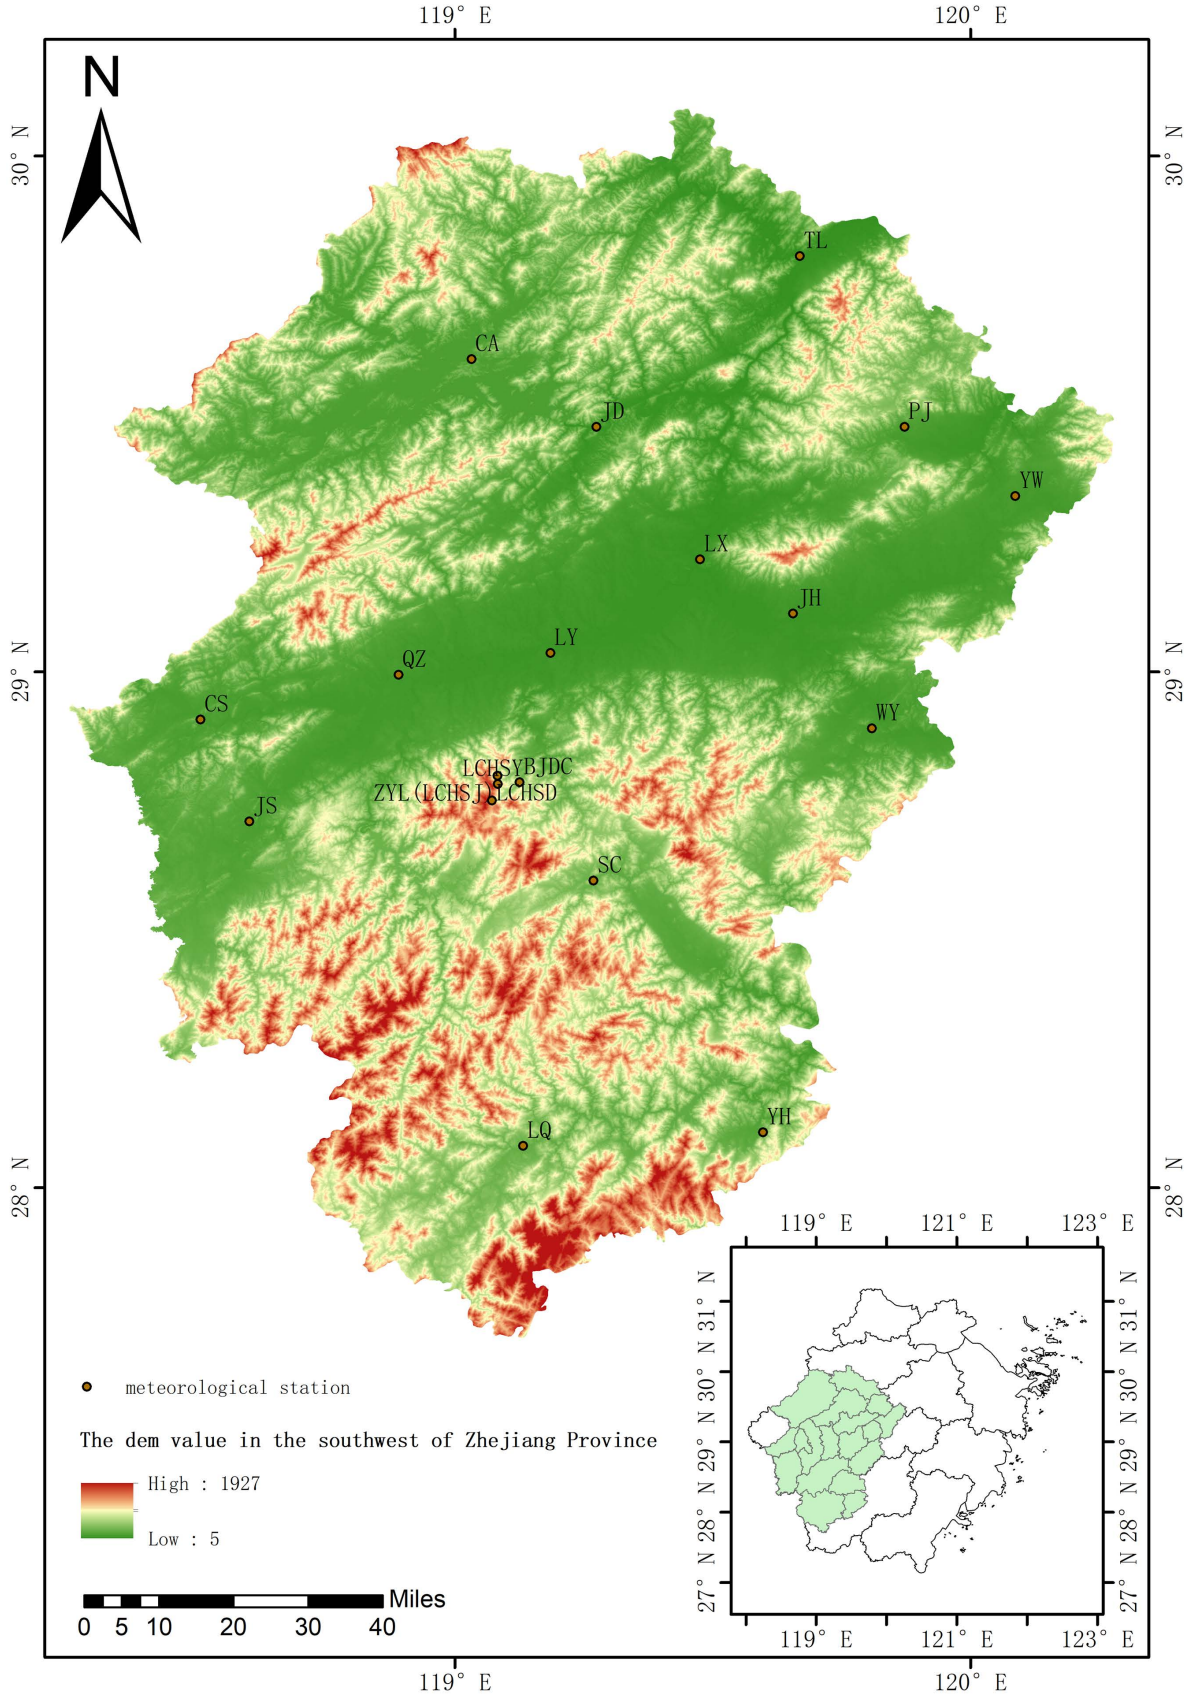 119° E 120° E
N
30° N 30° N
TL
CA
JD PJ
YW
LX
JH
LY
29° N QZ 29° N
CS WY
LCHSYBJDC
ZYL(LCHSJ)LCHSD
JS
SC
LQ YH
28° N 28° N
119° E 121° E 123° E
31° N 31° N
30° N 30° N
29° N 29° N
28° N 28° N
27° N 27° N
119° E 121° E 123° E
meteorological station
The dem value in the southwest of Zhejiang Province
High : 1927
Low : 5
Miles
0 5 10 20 30 40
119° E 120° E